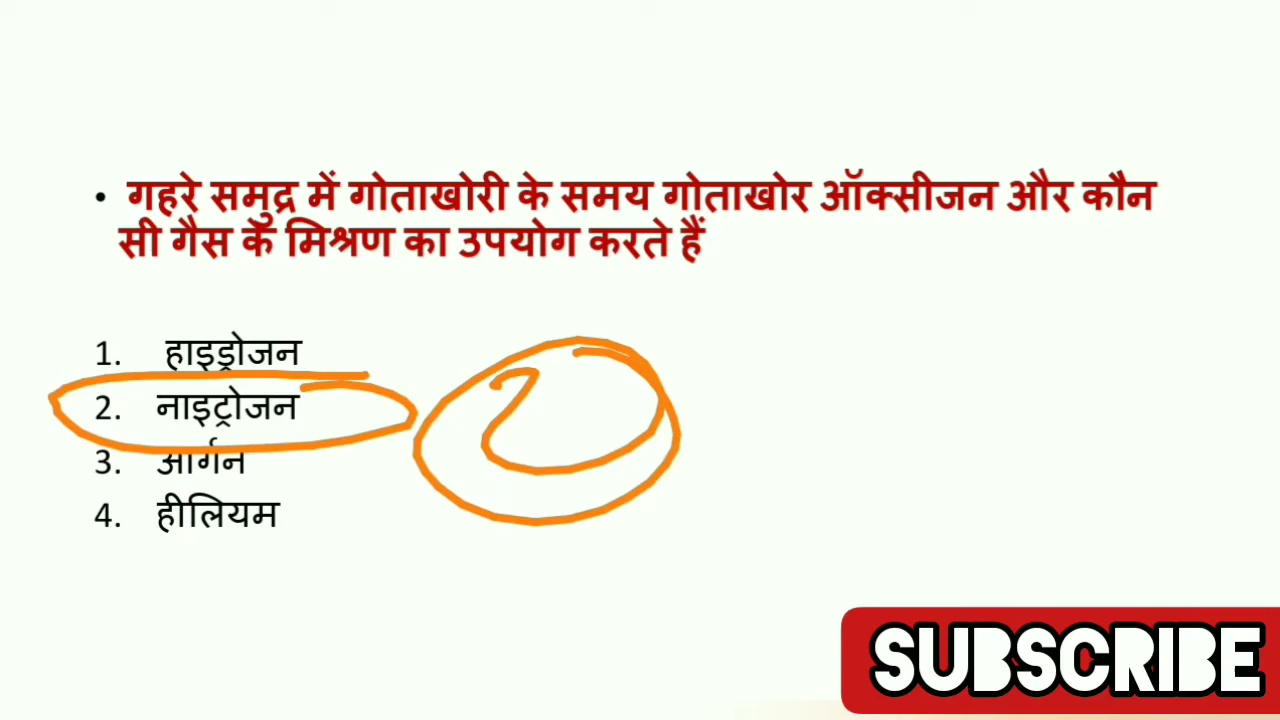 • गहरे समुद्र में गोताखोरी के समय गोताखोर ऑक्सीजन और कौन
सी गैस के मिश्रण का उपयोग करते हैं
1. हाइड्रोजन
2. नाइट्रोजन
3. आर्गन
4. हीलियम
SUBSCRIBE